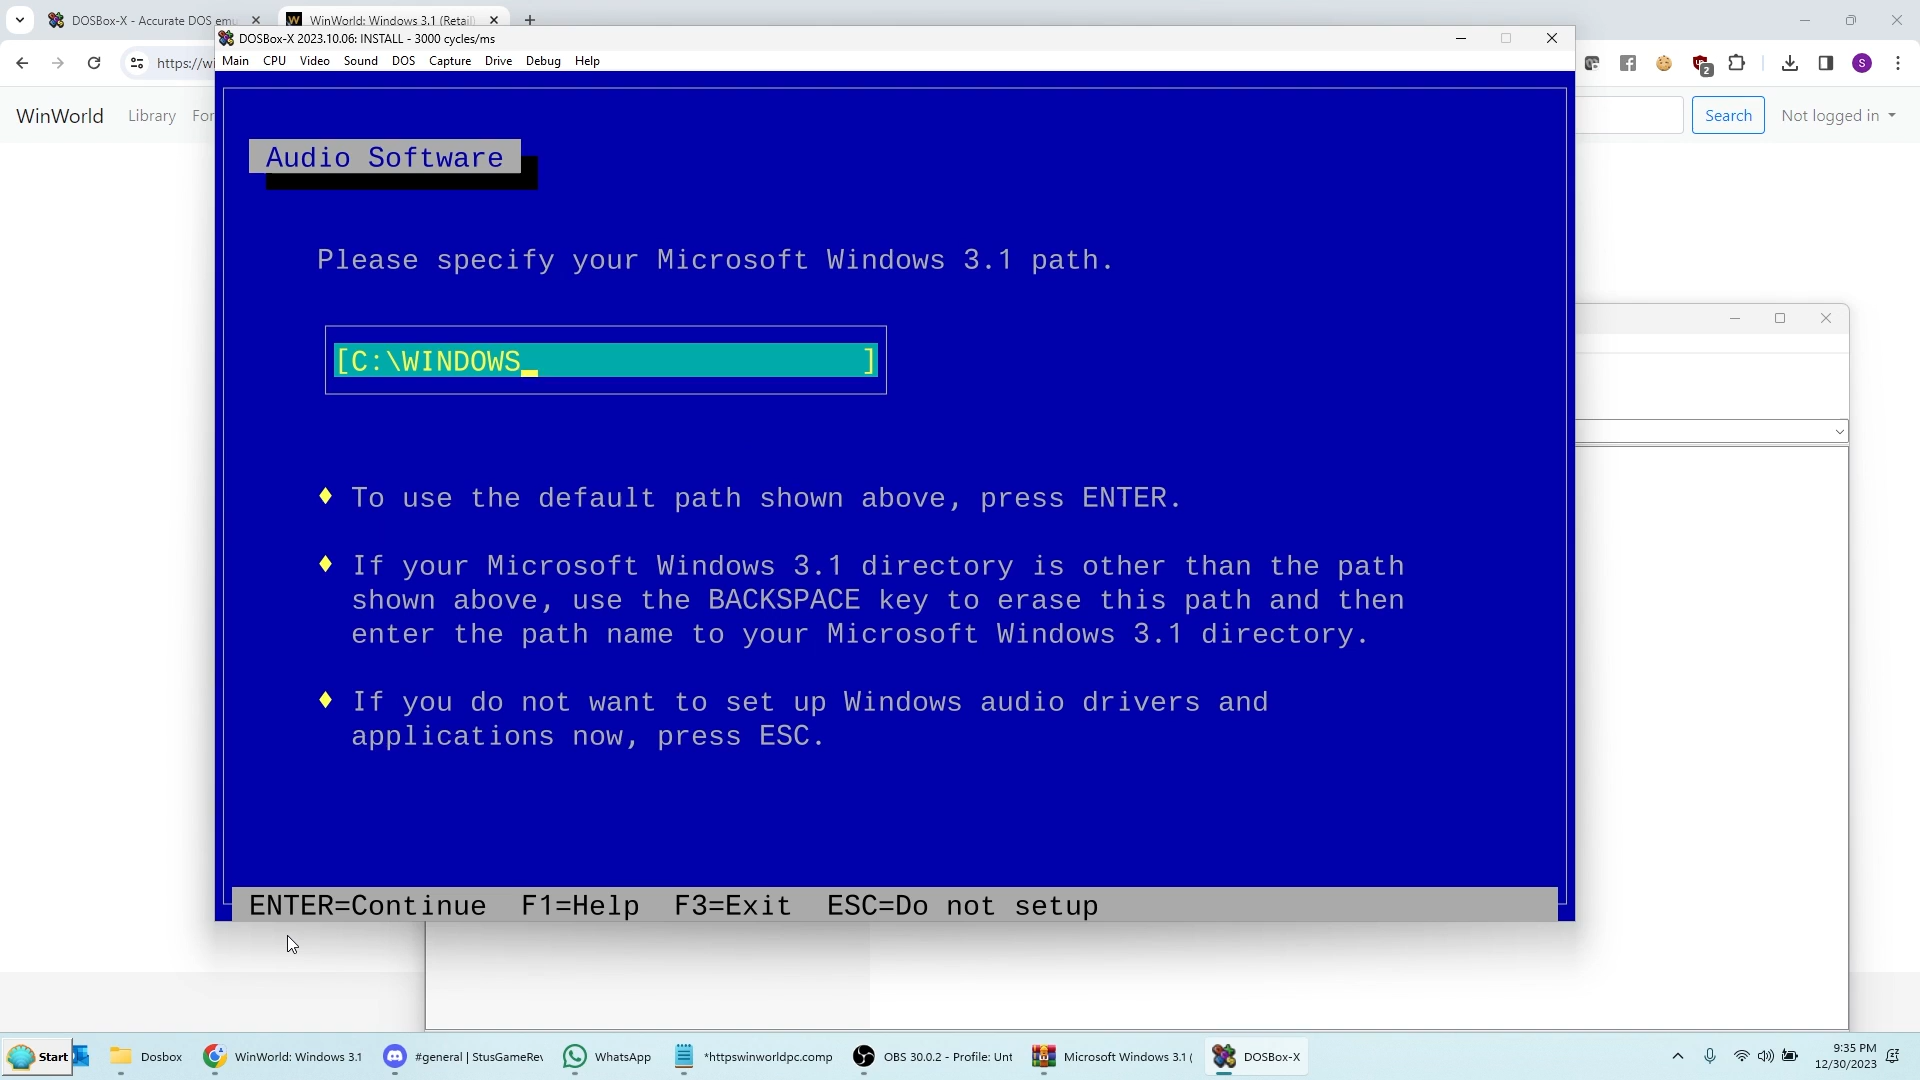 DOSBox-X - Accurate DOS emu
WinWorld: Windows 3.1 (Retail)
DOSBox-X 2023.10.06: INSTALL - 3000 cycles/ms
https://wi
Main CPU Video Sound DOS Capture Drive Debug Help
2
S
WinWorld Library For
Search
Not logged in
Audio Software
Please specify your Microsoft Windows 3.1 path.
[C:\WINDOWS_ ]
♦ To use the default path shown above, press ENTER.
♦ If your Microsoft Windows 3.1 directory is other than the path
shown above, use the BACKSPACE key to erase this path and then
enter the path name to your Microsoft Windows 3.1 directory.
♦ If you do not want to set up Windows audio drivers and
applications now, press ESC.
ENTER=Continue F1=Help F3=Exit ESC=Do not setup
Start
Dosbox
WinWorld: Windows 3.1
#general | StusGameRev
WhatsApp
*httpswinworldpc.comp
OBS 30.0.2 - Profile: Unt
Microsoft Windows 3.1 (
DOSBox-X
9:35 PM
12/30/2023